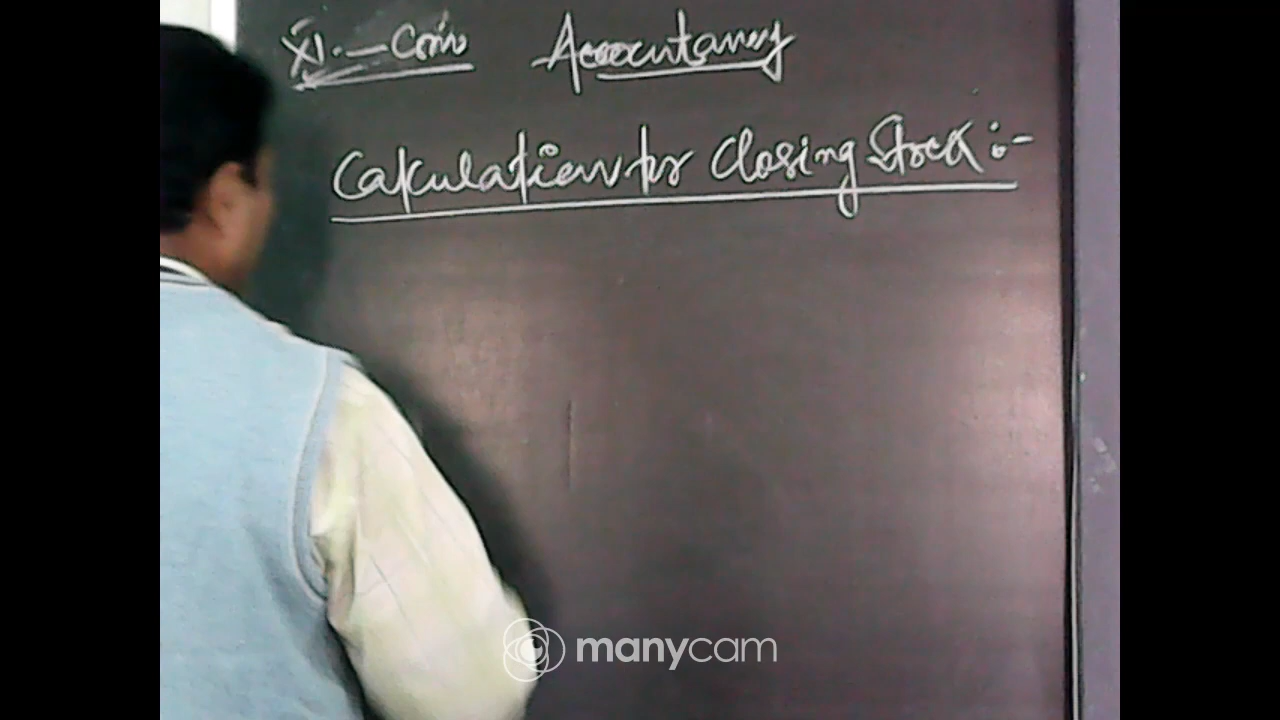 XI. — Com Accountancy
Calculation for Closing Stock :-
manycam